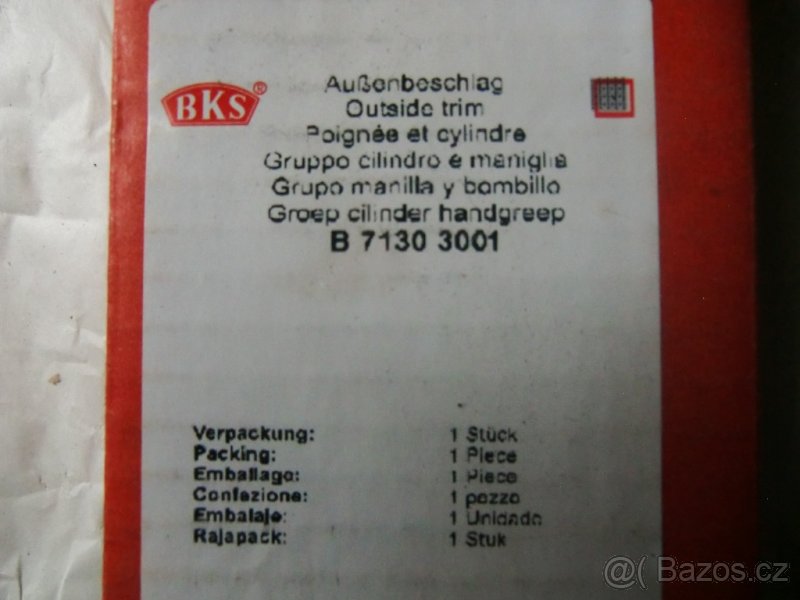 BKS®
Außenbeschlag
Outside trim
Poignée et cylindre
Gruppo cilindro e maniglia
Grupo manilla y bombillo
Groep cilinder handgreep
B 7130 3001
Verpackung: 1 Stück
Packing: 1 Piece
Emballage: 1 Piece
Confezione: 1 pezzo
Embalaje: 1 Unidado
Rajapack: 1 Stuk
@( Bazos.cz